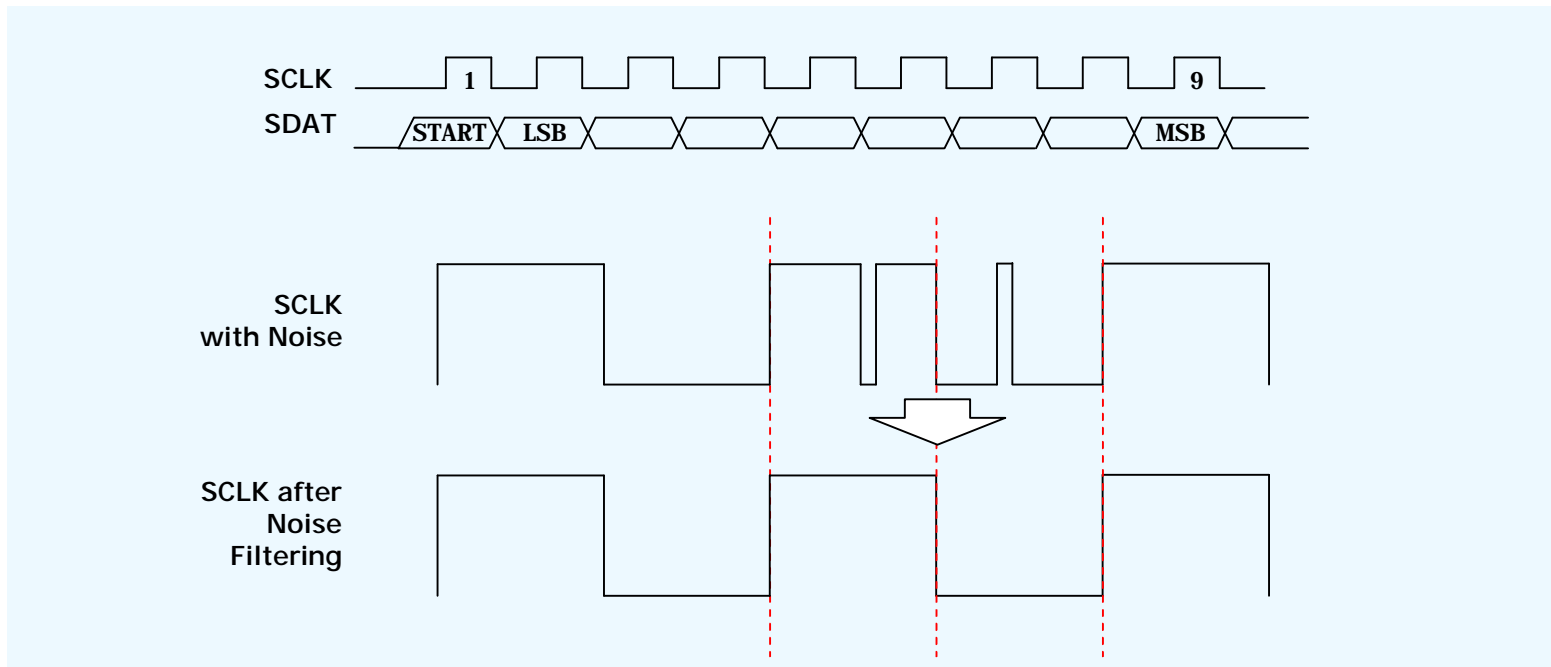 SCLK
1
9
SDAT
START
LSB
MSB
SCLK
with Noise
SCLK after
Noise
Filtering